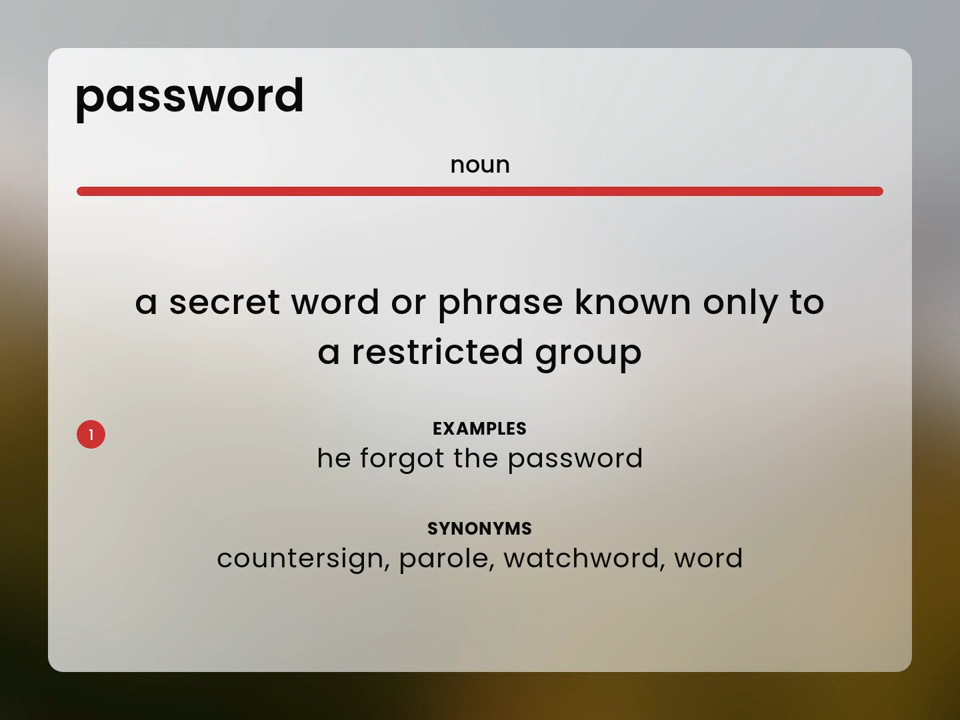 password
noun
a secret word or phrase known only to
a restricted group
1
EXAMPLES
he forgot the password
SYNONYMS
countersign, parole, watchword, word